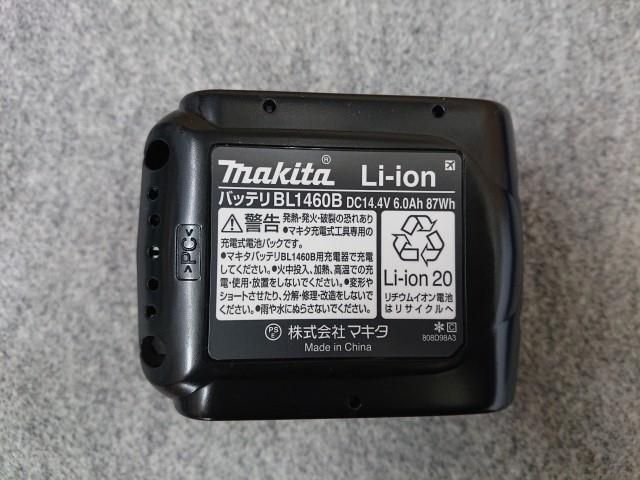 makita® Li-ion
バッテリ BL1460B DC14.4V 6.0Ah 87Wh
警告 発熱・発火・破裂の恐れあり
●マキタ充電式工具専用の
充電式電池パックです。
●マキタバッテリBL1460B用充電器で充電
してください。●火中投入、加熱、高温での充
電・使用・放置をしないでください。●変形や
ショートさせたり、分解・修理・改造をしないで
ください。●雨や水にぬらさないでください。
Li-ion 20
リチウムイオン電池
はリサイクルへ
PSE 株式会社マキタ
Made in China
*C
808D98A3
>PC<